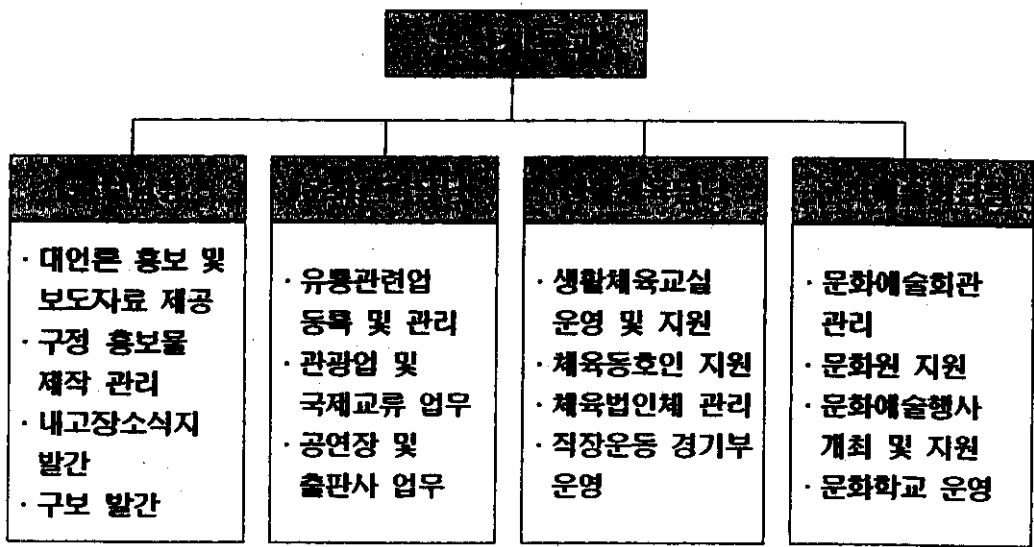 · 대언론 홍보 및
보도자료 제공
· 구정 홍보물
제작 관리
· 내고장소식지
발간
· 구보 발간
· 유통관련업
등록 및 관리
· 관광업 및
국제교류 업무
· 공연장 및
출판사 업무
· 생활체육교실
운영 및 지원
· 체육동호인 지원
· 체육법인체 관리
· 직장운동 경기부
운영
· 문화예술회관
관리
· 문화원 지원
· 문화예술행사
개최 및 지원
· 문화학교 운영